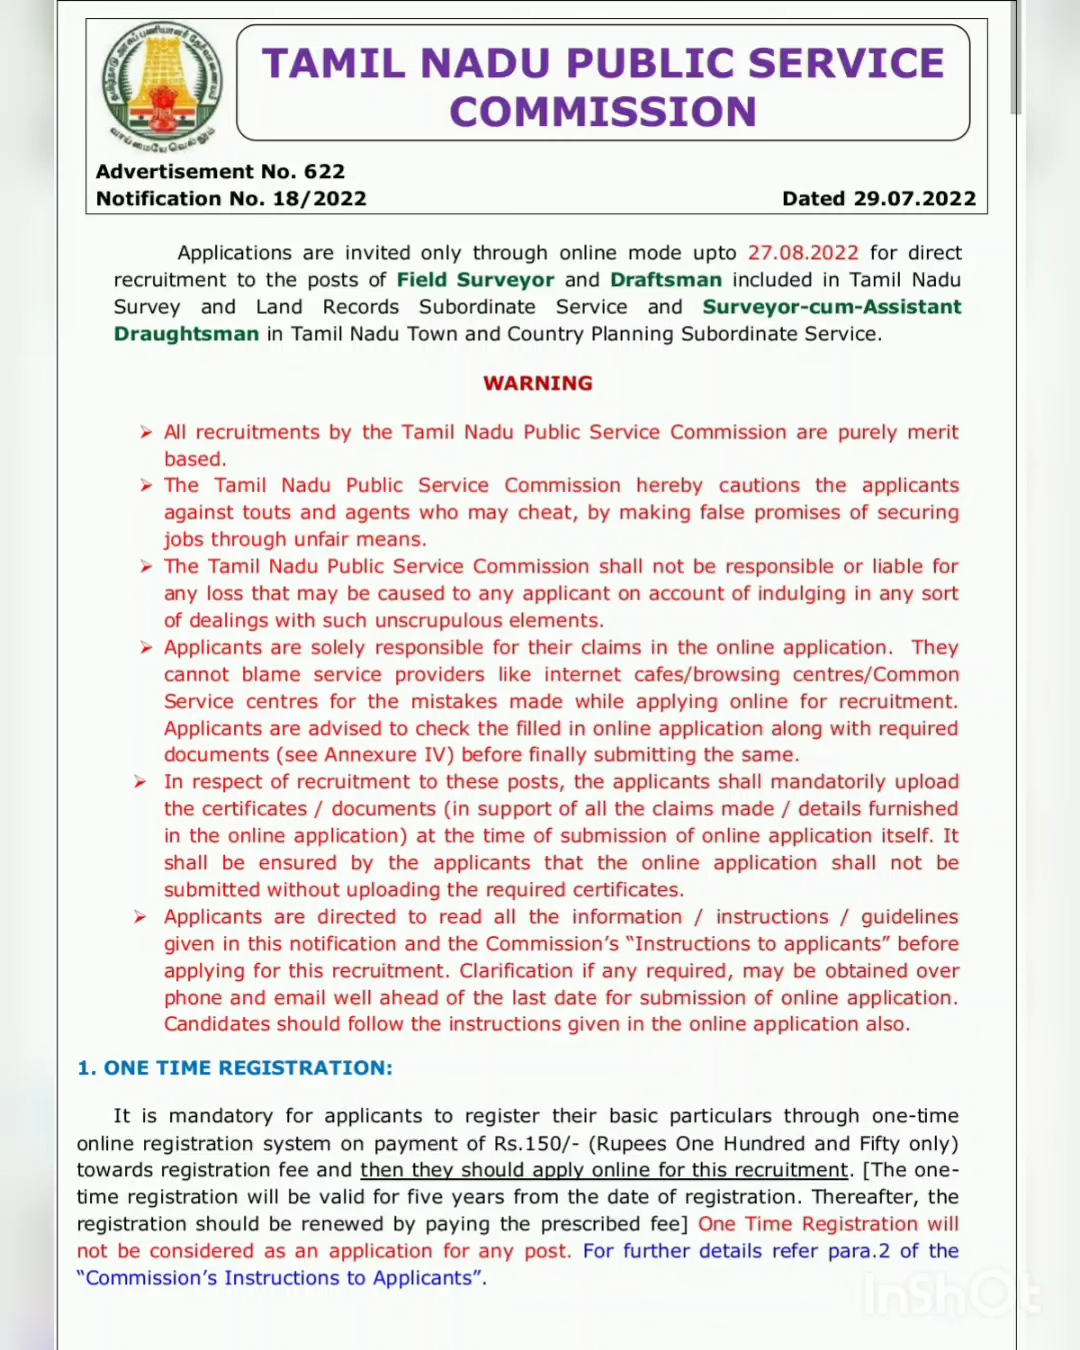 TAMIL NADU PUBLIC SERVICE
COMMISSION
வாய்மையே வெல்லும்
Advertisement No. 622
Notification No. 18/2022
Dated 29.07.2022
Applications are invited only through online mode upto 27.08.2022 for direct
recruitment to the posts of Field Surveyor and Draftsman included in Tamil Nadu
Survey and Land Records Subordinate Service and Surveyor-cum-Assistant
Draughtsman in Tamil Nadu Town and Country Planning Subordinate Service.
WARNING
➢ All recruitments by the Tamil Nadu Public Service Commission are purely merit
based.
➢ The Tamil Nadu Public Service Commission hereby cautions the applicants
against touts and agents who may cheat, by making false promises of securing
jobs through unfair means.
➢ The Tamil Nadu Public Service Commission shall not be responsible or liable for
any loss that may be caused to any applicant on account of indulging in any sort
of dealings with such unscrupulous elements.
➢ Applicants are solely responsible for their claims in the online application. They
cannot blame service providers like internet cafes/browsing centres/Common
Service centres for the mistakes made while applying online for recruitment.
Applicants are advised to check the filled in online application along with required
documents (see Annexure IV) before finally submitting the same.
➢ In respect of recruitment to these posts, the applicants shall mandatorily upload
the certificates / documents (in support of all the claims made / details furnished
in the online application) at the time of submission of online application itself. It
shall be ensured by the applicants that the online application shall not be
submitted without uploading the required certificates.
➢ Applicants are directed to read all the information / instructions / guidelines
given in this notification and the Commission's "Instructions to applicants" before
applying for this recruitment. Clarification if any required, may be obtained over
phone and email well ahead of the last date for submission of online application.
Candidates should follow the instructions given in the online application also.
1. ONE TIME REGISTRATION:
It is mandatory for applicants to register their basic particulars through one-time
online registration system on payment of Rs.150/- (Rupees One Hundred and Fifty only)
towards registration fee and then they should apply online for this recruitment. [The one-
time registration will be valid for five years from the date of registration. Thereafter, the
registration should be renewed by paying the prescribed fee] One Time Registration will
not be considered as an application for any post. For further details refer para.2 of the
"Commission's Instructions to Applicants".
InShOt